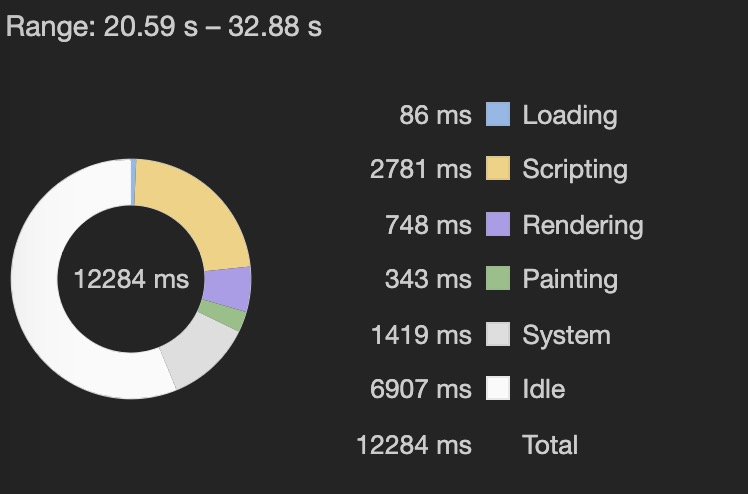 Range: 20.59 s – 32.88 s
86 ms Loading
2781 ms Scripting
748 ms Rendering
12284 ms
343 ms Painting
1419 ms System
6907 ms Idle
12284 ms Total